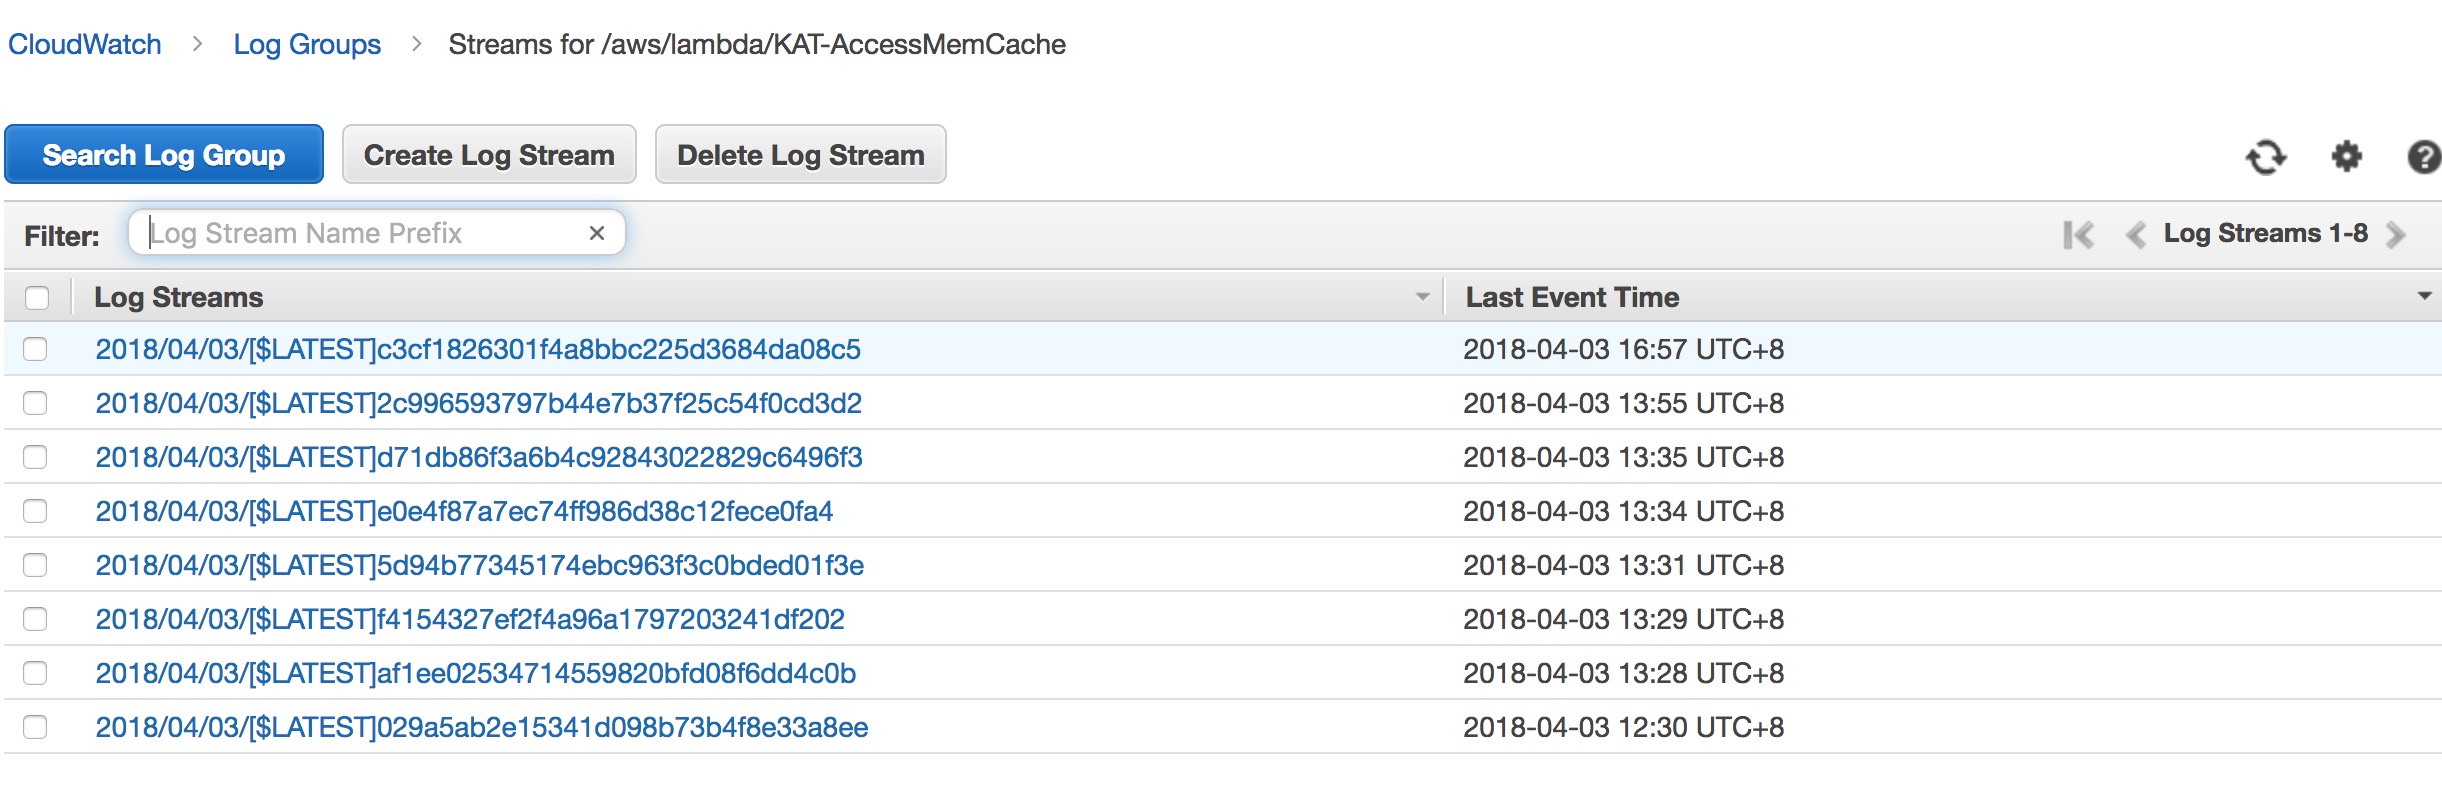 CloudWatch > Log Groups > Streams for /aws/lambda/KAT-AccessMemCache
Search Log Group Create Log Stream Delete Log Stream
Filter: Log Stream Name Prefix × Log Streams 1-8
Log Streams Last Event Time
2018/04/03/[$LATEST]c3cf1826301f4a8bbc225d3684da08c5 2018-04-03 16:57 UTC+8
2018/04/03/[$LATEST]2c996593797b44e7b37f25c54f0cd3d2 2018-04-03 13:55 UTC+8
2018/04/03/[$LATEST]d71db86f3a6b4c92843022829c6496f3 2018-04-03 13:35 UTC+8
2018/04/03/[$LATEST]e0e4f87a7ec74ff986d38c12fece0fa4 2018-04-03 13:34 UTC+8
2018/04/03/[$LATEST]5d94b77345174ebc963f3c0bded01f3e 2018-04-03 13:31 UTC+8
2018/04/03/[$LATEST]f4154327ef2f4a96a1797203241df202 2018-04-03 13:29 UTC+8
2018/04/03/[$LATEST]af1ee02534714559820bfd08f6dd4c0b 2018-04-03 13:28 UTC+8
2018/04/03/[$LATEST]029a5ab2e15341d098b73b4f8e33a8ee 2018-04-03 12:30 UTC+8